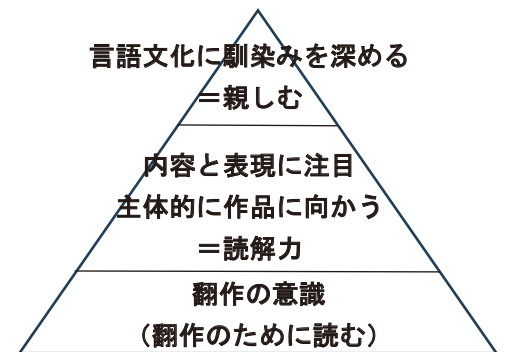 言語文化に馴染みを深める
＝親しむ
内容と表現に注目
主体的に作品に向かう
＝読解力
翻作の意識
（翻作のために読む）